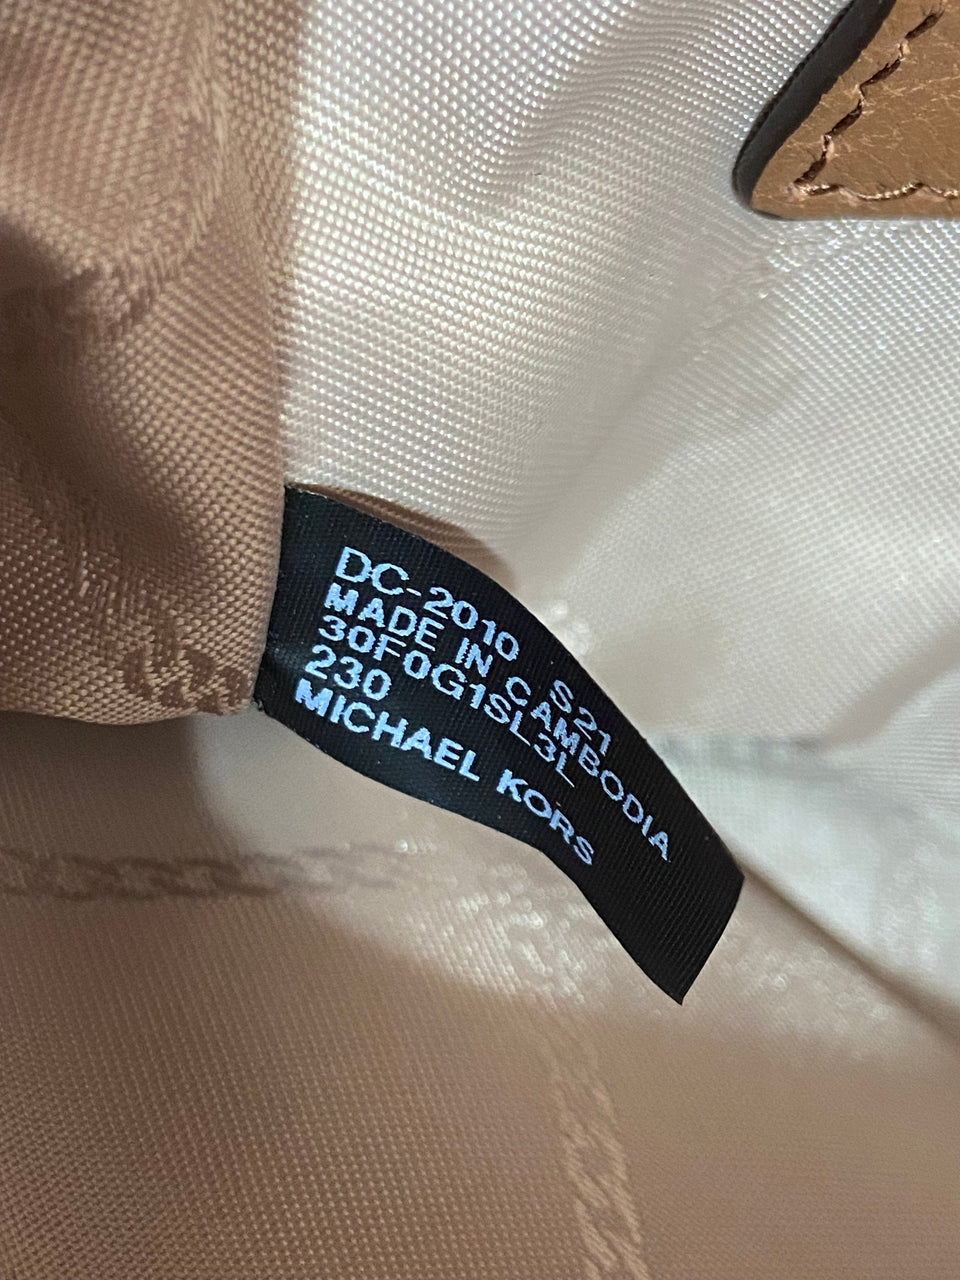 DC-2010 S21
MADE IN CAMBODIA
30F0G1SL3L
230
MICHAEL KORS